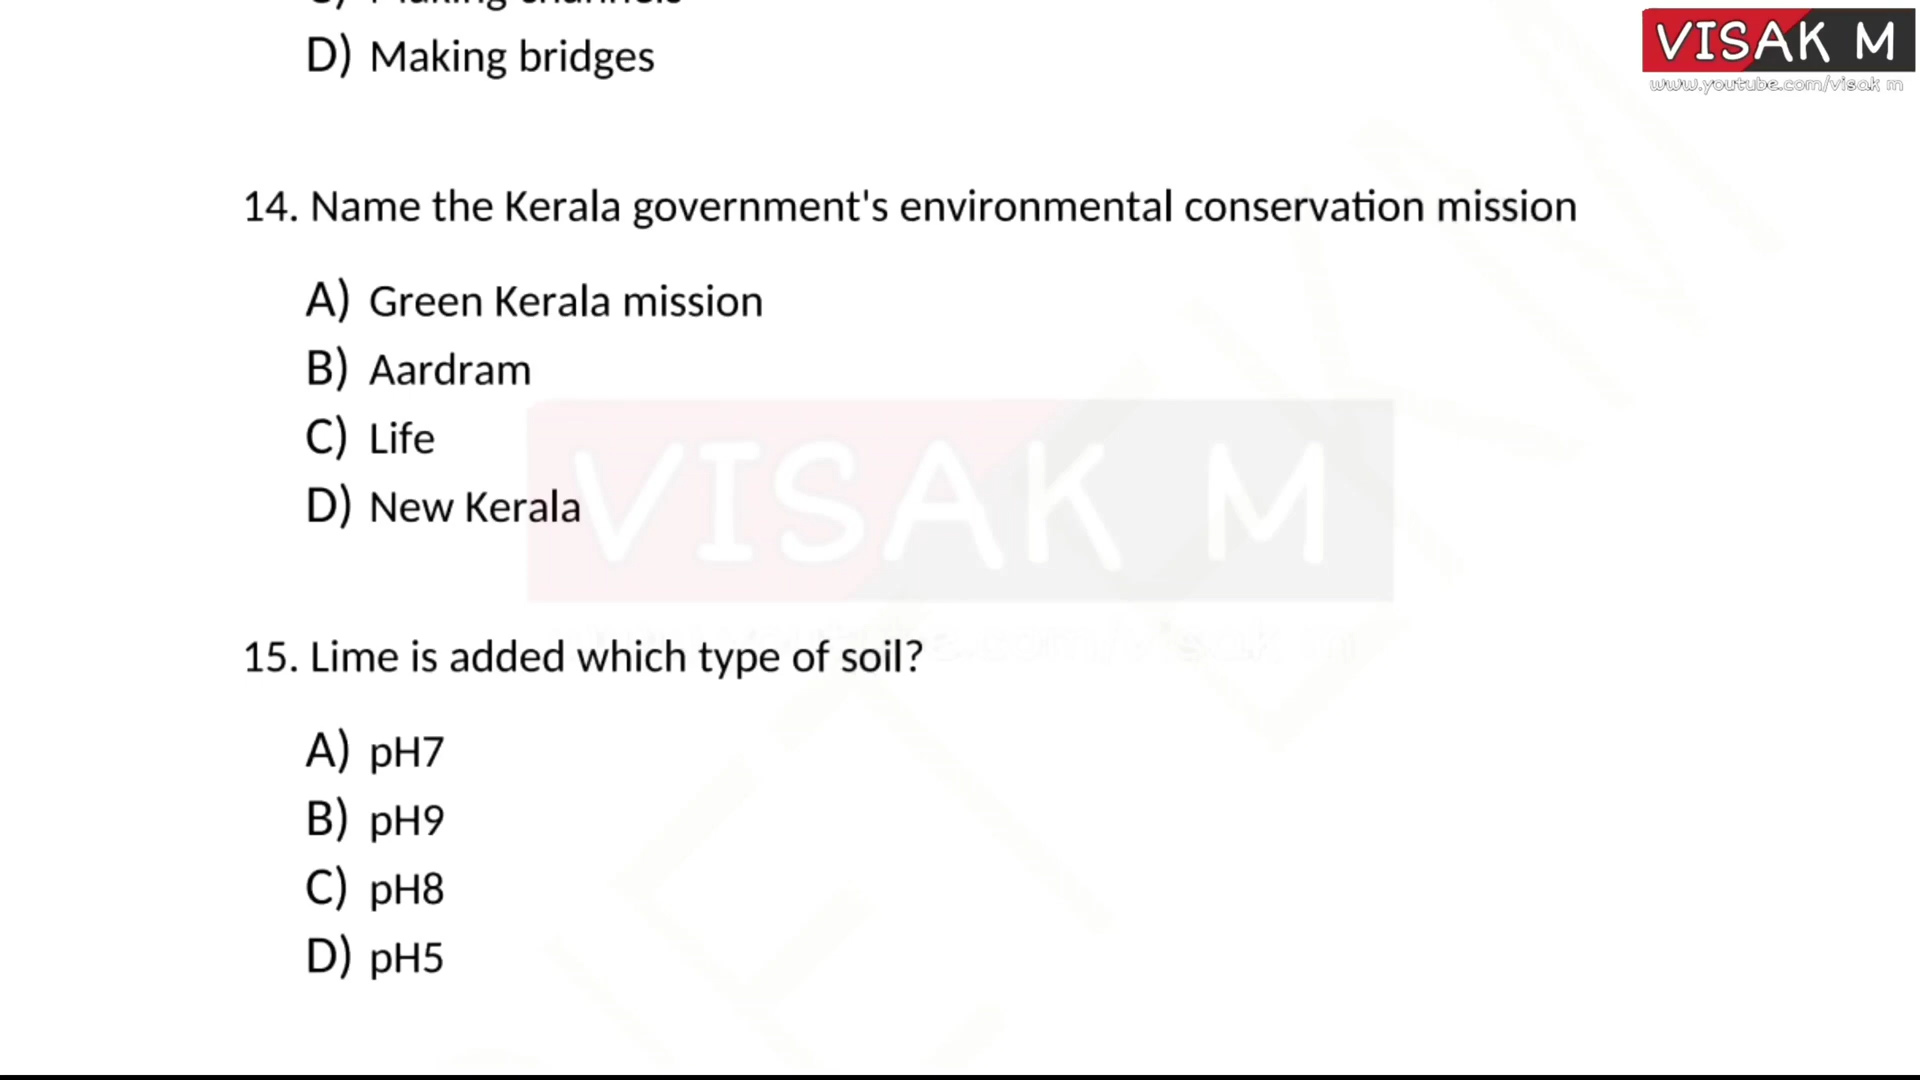 D) Making bridges
VISAK M
www.youtube.com/visak m
14. Name the Kerala government's environmental conservation mission
A) Green Kerala mission
B) Aardram
C) Life
D) New Kerala
VISAK M
15. Lime is added which type of soil?
A) pH7
B) pH9
C) pH8
D) pH5